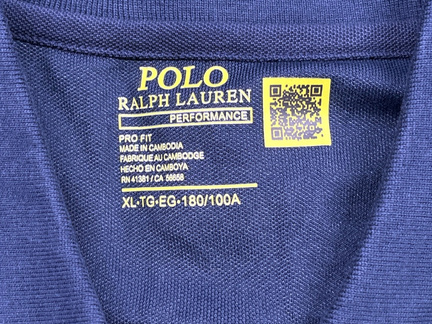 POLO
RALPH LAUREN
PERFORMANCE
PRO FIT
MADE IN CAMBODIA
FABRIQUE AU CAMBODGE
HECHO EN CAMBOYA
RN 41381 / CA 56658
XL•TG•EG•180/100A